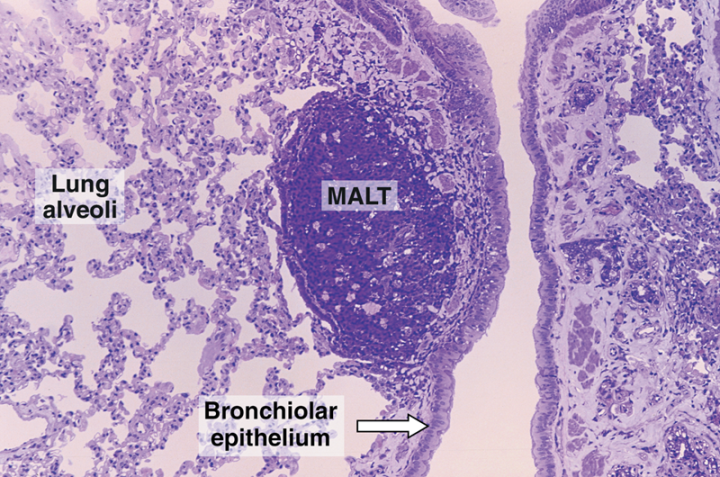 Lung
alveoli
MALT
Bronchiolar
epithelium